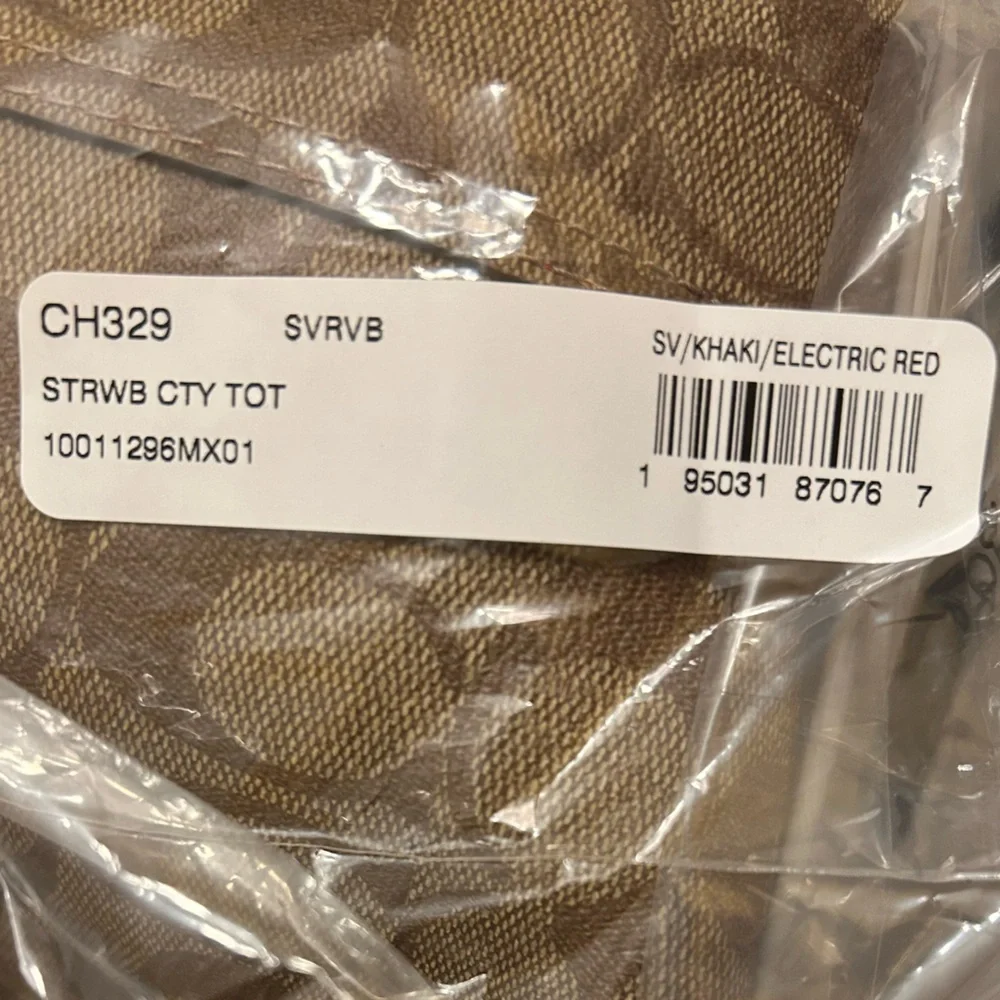 CH329 SVRVB SV/KHAKI/ELECTRIC RED
STRWB CTY TOT
10011296MX01
1 95031 87076 7